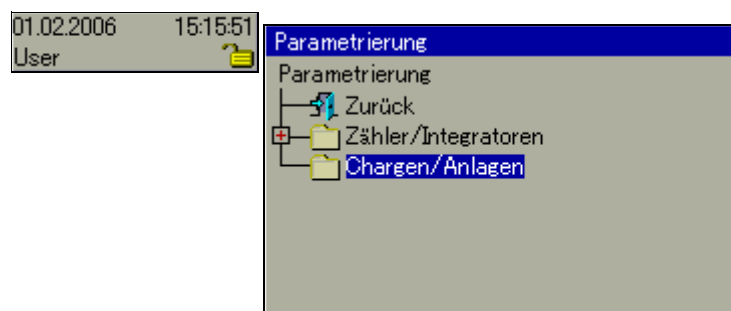 01.02.2006 15:15:51
User
Parametrierung
Parametrierung
Zurück
Zähler/Integratoren
Chargen/Anlagen